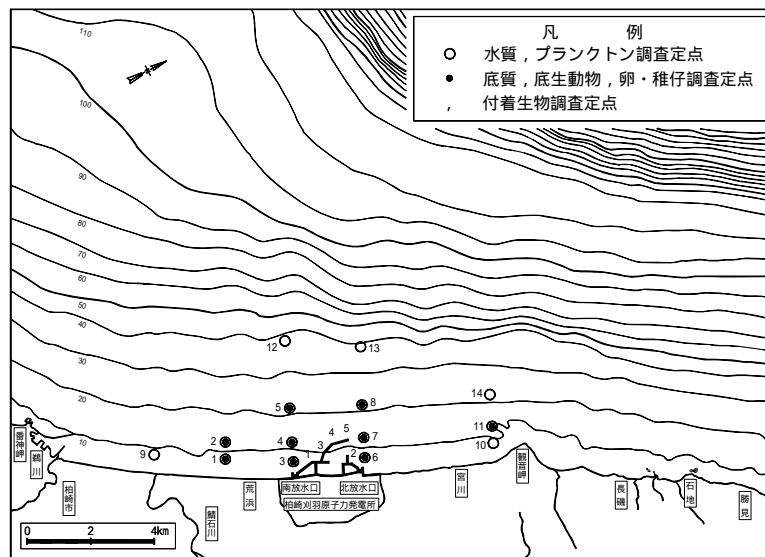 凡 例
水質，プランクトン調査定点
底質，底生動物，卵・稚仔調査定点
， 付着生物調査定点
110
100
90
80
70
60
50
40
30
20
10
12
13
14
5
8
11
2
4
7
10
9
1
3
6
1
3
4
5
2
番神岬
鵜川
柏崎市
鯖石川
荒浜
南放水口
北放水口
柏崎刈羽原子力発電所
宮川
観音岬
長磯
石地
勝見
0 2 4km